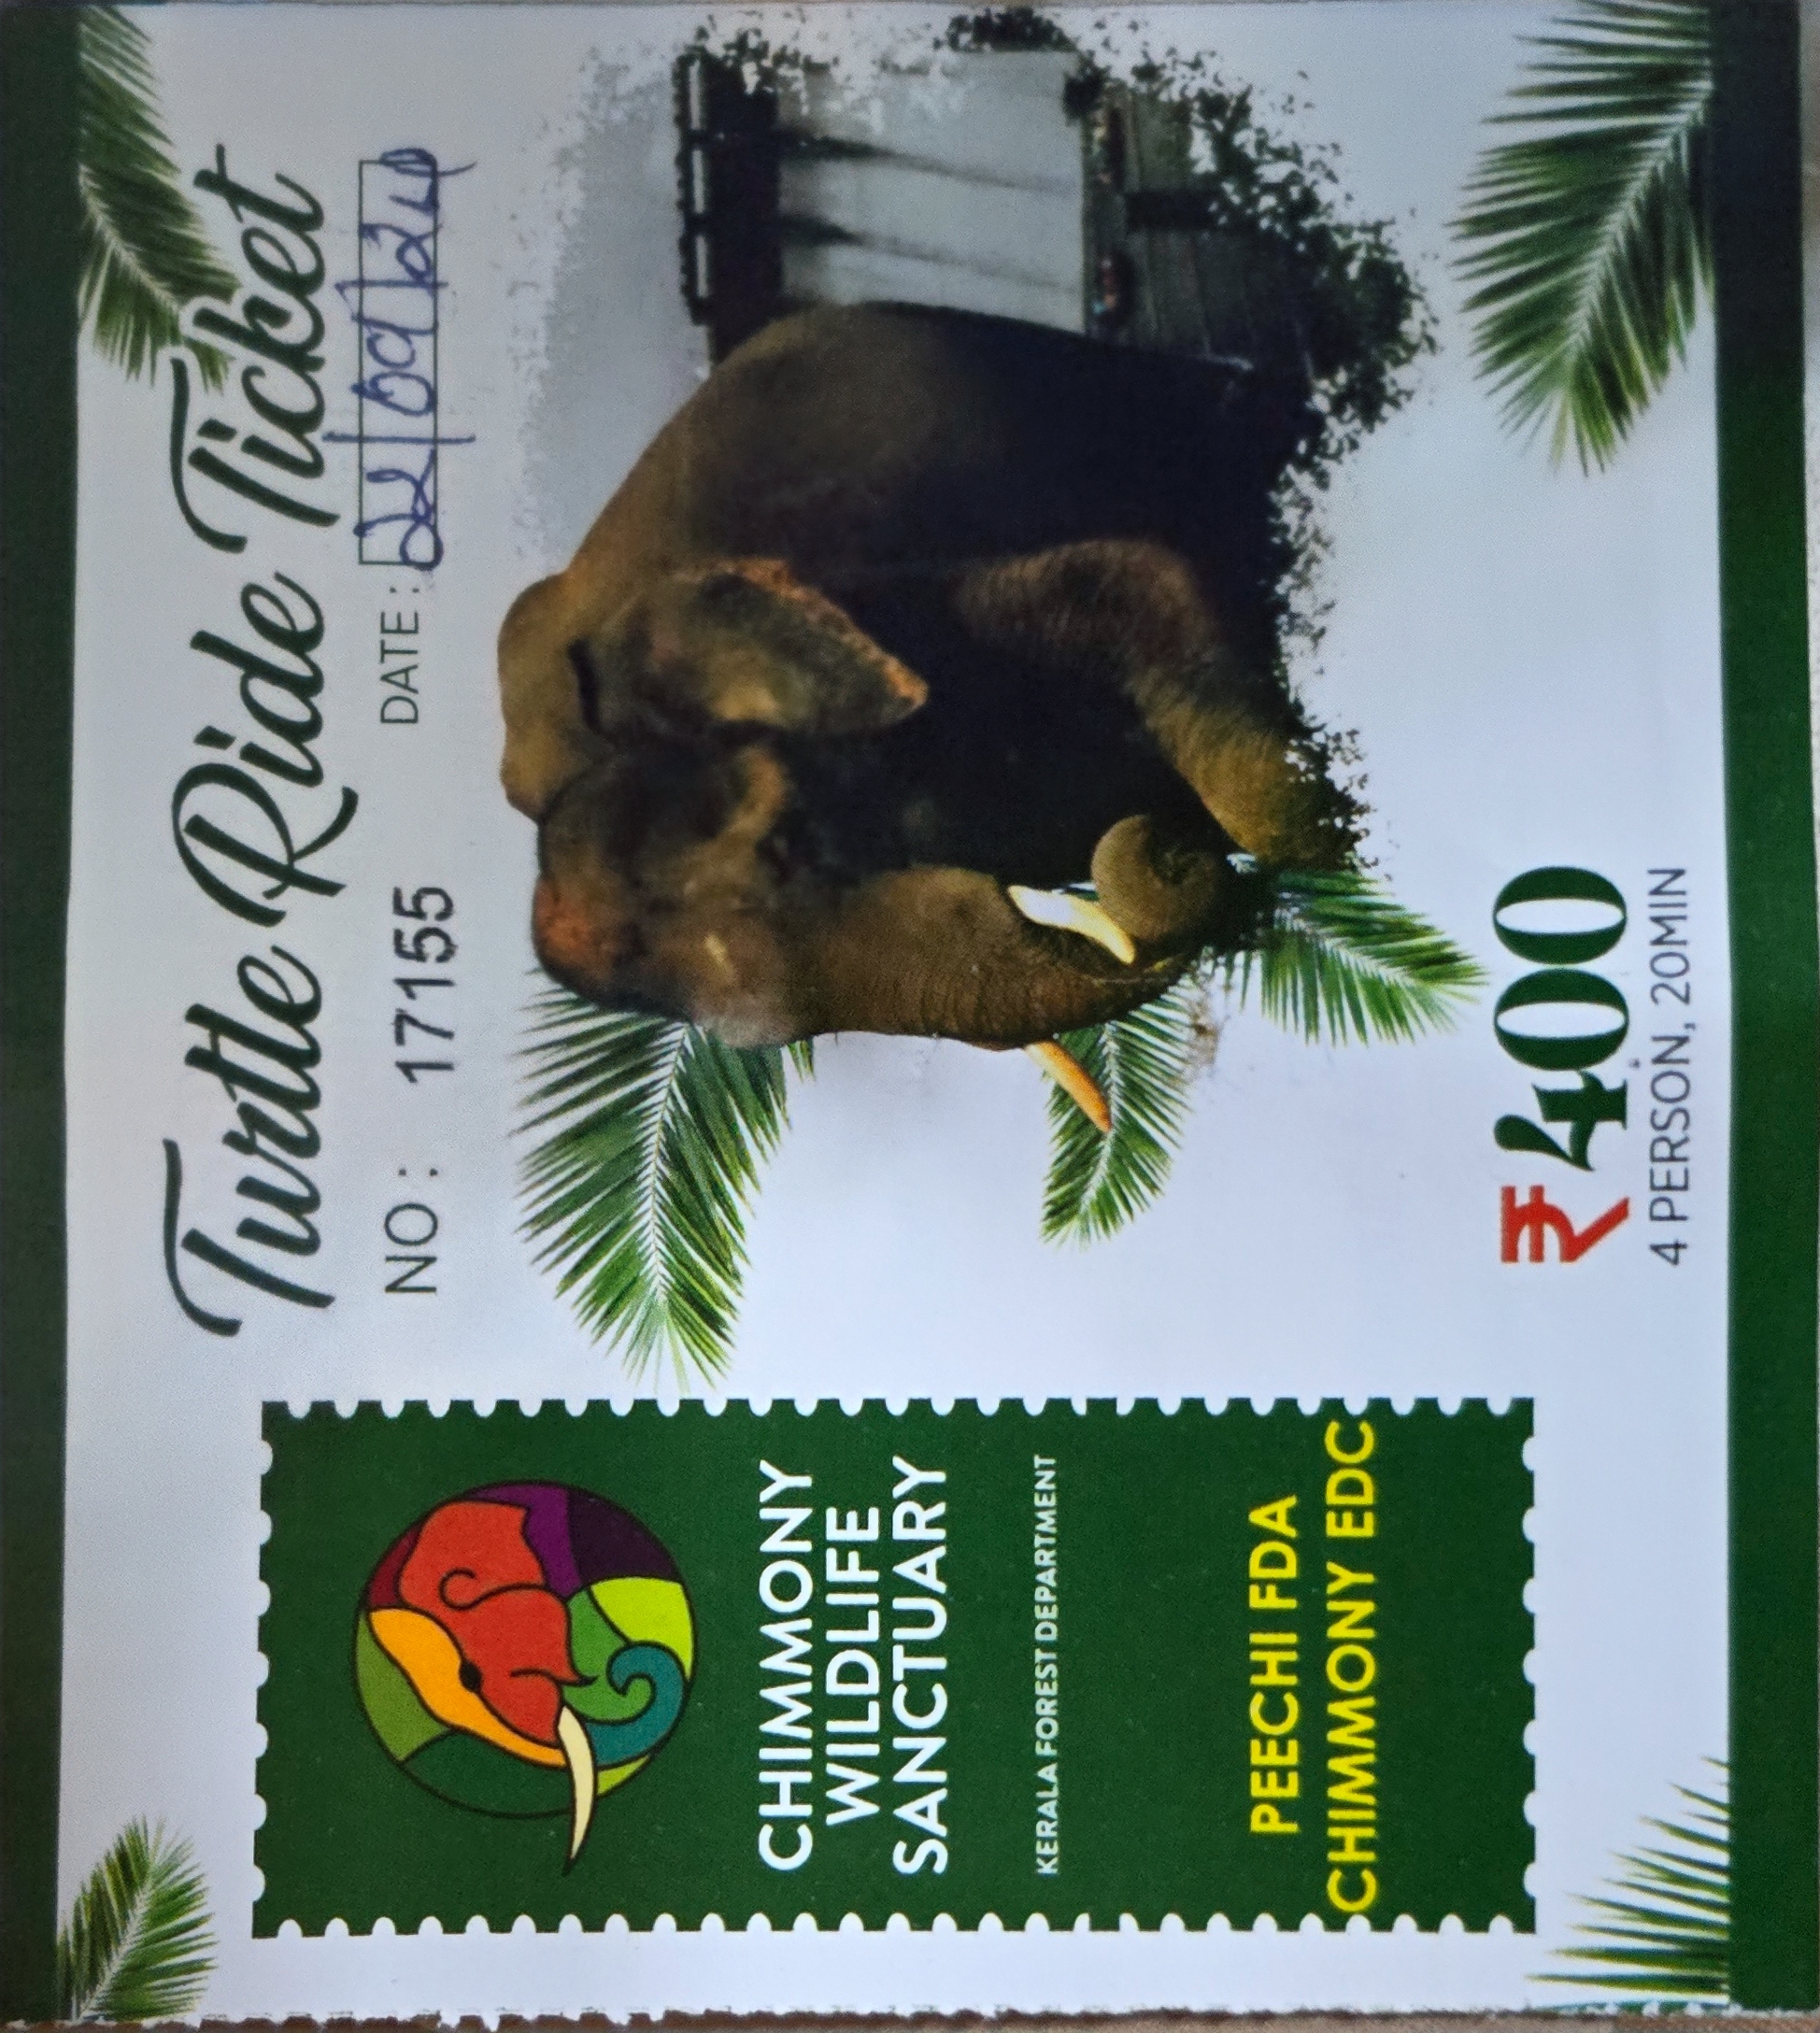 Turtle Ride Ticket
NO : 17155 DATE : 22/09/24
CHIMMONY
WILDLIFE
SANCTUARY
KERALA FOREST DEPARTMENT
PEECHI FDA
CHIMMONY EDC
₹400
4 PERSON, 20MIN